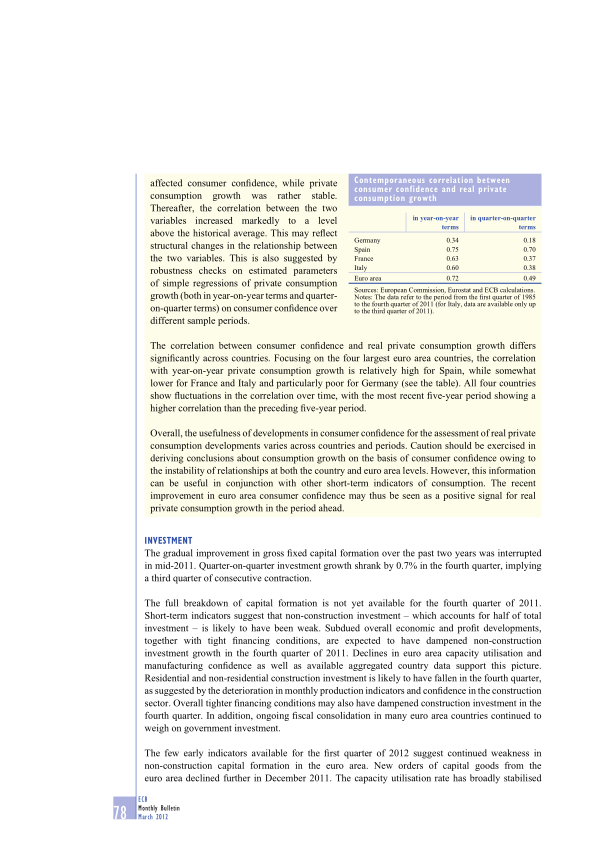 affected consumer confidence, while private
consumption growth was rather stable.
Thereafter, the correlation between the two
variables increased markedly to a level
above the historical average. This may reflect
structural changes in the relationship between
the two variables. This is also suggested by
robustness checks on estimated parameters
of simple regressions of private consumption
growth (both in year-on-year terms and quarter-
on-quarter terms) on consumer confidence over
different sample periods.
Contemporaneous correlation between
consumer confidence and real private
consumption growth
in year-on-year terms in quarter-on-quarter terms
Germany 0.34 0.18
Spain 0.75 0.70
France 0.63 0.37
Italy 0.60 0.38
Euro area 0.72 0.49
Sources: European Commission, Eurostat and ECB calculations.
Notes: The data refer to the period from the first quarter of 1985
to the fourth quarter of 2011 (for Italy, data are available only up
to the third quarter of 2011).
The correlation between consumer confidence and real private consumption growth differs
significantly across countries. Focusing on the four largest euro area countries, the correlation
with year-on-year private consumption growth is relatively high for Spain, while somewhat
lower for France and Italy and particularly poor for Germany (see the table). All four countries
show fluctuations in the correlation over time, with the most recent five-year period showing a
higher correlation than the preceding five-year period.
Overall, the usefulness of developments in consumer confidence for the assessment of real private
consumption developments varies across countries and periods. Caution should be exercised in
deriving conclusions about consumption growth on the basis of consumer confidence owing to
the instability of relationships at both the country and euro area levels. However, this information
can be useful in conjunction with other short-term indicators of consumption. The recent
improvement in euro area consumer confidence may thus be seen as a positive signal for real
private consumption growth in the period ahead.
INVESTMENT
The gradual improvement in gross fixed capital formation over the past two years was interrupted
in mid-2011. Quarter-on-quarter investment growth shrank by 0.7% in the fourth quarter, implying
a third quarter of consecutive contraction.
The full breakdown of capital formation is not yet available for the fourth quarter of 2011.
Short-term indicators suggest that non-construction investment – which accounts for half of total
investment – is likely to have been weak. Subdued overall economic and profit developments,
together with tight financing conditions, are expected to have dampened non-construction
investment growth in the fourth quarter of 2011. Declines in euro area capacity utilisation and
manufacturing confidence as well as available aggregated country data support this picture.
Residential and non-residential construction investment is likely to have fallen in the fourth quarter,
as suggested by the deterioration in monthly production indicators and confidence in the construction
sector. Overall tighter financing conditions may also have dampened construction investment in the
fourth quarter. In addition, ongoing fiscal consolidation in many euro area countries continued to
weigh on government investment.
The few early indicators available for the first quarter of 2012 suggest continued weakness in
non-construction capital formation in the euro area. New orders of capital goods from the
euro area declined further in December 2011. The capacity utilisation rate has broadly stabilised
78
ECB
Monthly Bulletin
March 2012